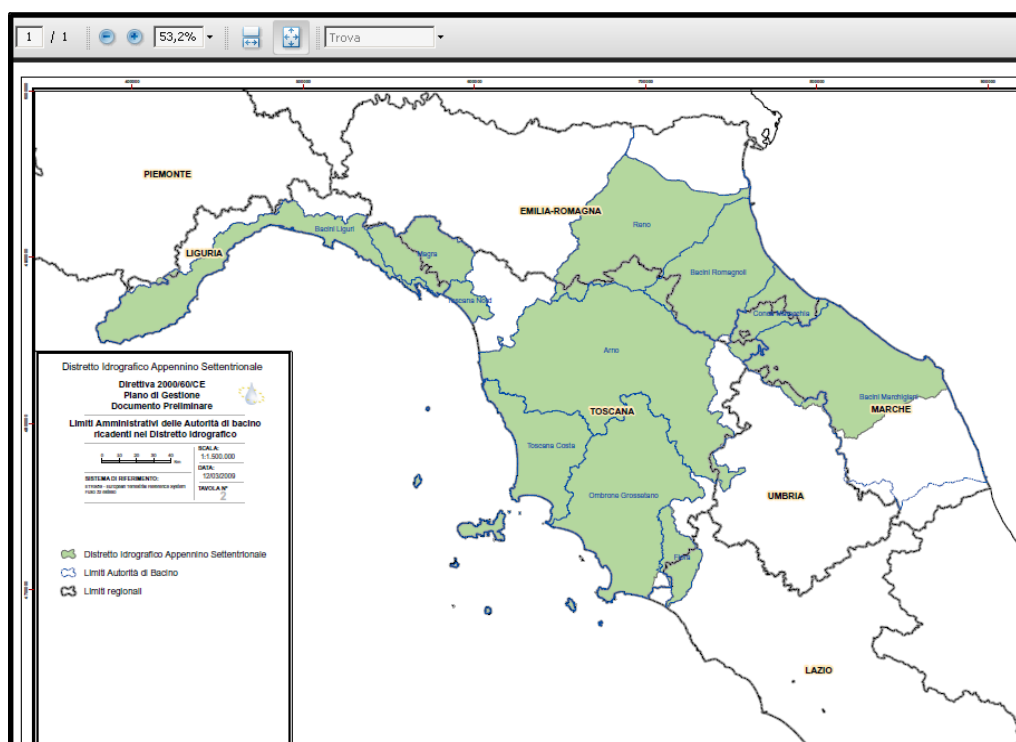 1 / 1 53,2% Trova
PIEMONTE
EMILIA-ROMAGNA
Reno
Bacini Liguri
LIGURIA
Magra
Bacini Romagnoli
Toscana Nord
Arno
Bacini Marchigiani
MARCHE
TOSCANA
Toscana Costa
Ombrone Grossetano
UMBRIA
Fiora
LAZIO
Distretto Idrografico Appennino Settentrionale
Direttiva 2000/60/CE
Plano di Gestione
Documento Preliminare
Limiti Amministrativi delle Autorità di bacino
ricadenti nel Distretto Idrografico
SCALA:
1:1.500.000
DATA:
12/03/2009
SISTEMA DI RIFERIMENTO:
TAVOLA N°
2
Distretto Idrografico Appennino Settentrionale
Limiti Autorità di Bacino
Limiti regionali